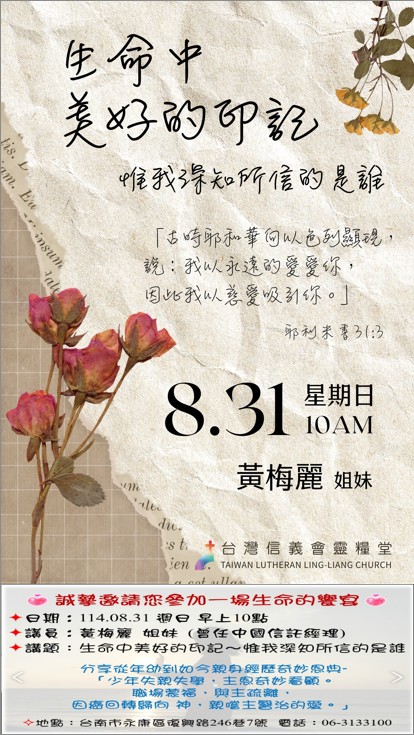 生命中
美好的印記
惟我深知所信的是誰
「古時耶和華向以色列顯現，
說：我以永遠的愛愛你，
因此我以慈愛吸引你。」
耶利米書31:3
8.31 星期日
10AM
黃梅麗 姐妹
台灣信義會靈糧堂
TAIWAN LUTHERAN LING-LIANG CHURCH
誠摯邀請您參加一場生命的饗宴
日期：114.08.31 週日 早上10點
講員：黃梅麗 姐妹（曾任中國信託經理）
講題：生命中美好的印記～惟我深知所信的是誰
分享從年幼到如今親身經歷奇妙恩典-
「少年失親失學，主恩奇妙看顧。
職場蒙福，與主疏離，
因癌回轉歸向 神，親嚐主醫治的愛。」
地點：台南市永康區復興路246巷7號 電話：06-3133100